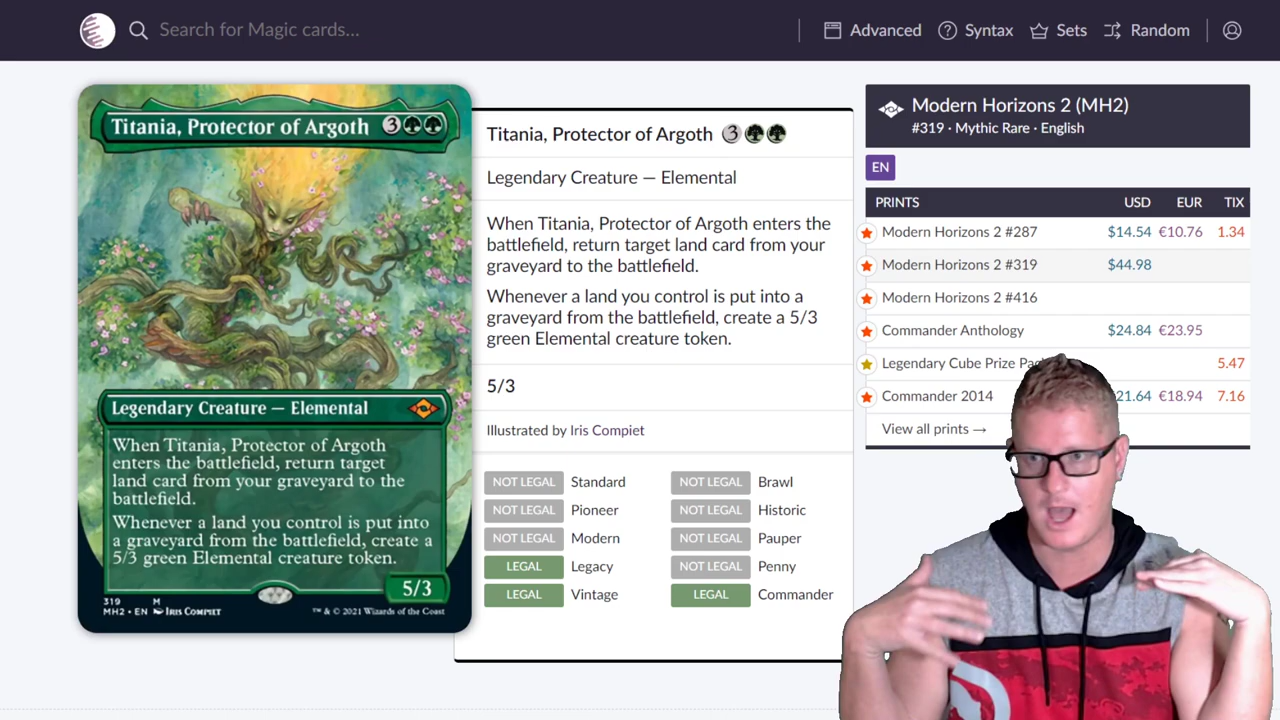 Search for Magic cards...
Advanced
Syntax
Sets
Random
Titania, Protector of Argoth 3
Legendary Creature — Elemental
When Titania, Protector of Argoth
enters the battlefield, return target
land card from your graveyard to the
battlefield.
Whenever a land you control is put into
a graveyard from the battlefield, create a
5/3 green Elemental creature token.
5/3
319 M
MH2 • EN Iris Compiet
™ & © 2021 Wizards of the Coast
Titania, Protector of Argoth 3
Legendary Creature — Elemental
When Titania, Protector of Argoth enters the
battlefield, return target land card from your
graveyard to the battlefield.
Whenever a land you control is put into a
graveyard from the battlefield, create a 5/3
green Elemental creature token.
5/3
Illustrated by Iris Compiet
NOT LEGAL Standard NOT LEGAL Brawl
NOT LEGAL Pioneer NOT LEGAL Historic
NOT LEGAL Modern NOT LEGAL Pauper
LEGAL Legacy NOT LEGAL Penny
LEGAL Vintage LEGAL Commander
Modern Horizons 2 (MH2)
#319 · Mythic Rare · English
EN
PRINTS USD EUR TIX
Modern Horizons 2 #287 $14.54 €10.76 1.34
Modern Horizons 2 #319 $44.98
Modern Horizons 2 #416
Commander Anthology $24.84 €23.95
Legendary Cube Prize 5.47
Commander 2014 21.64 €18.94 7.16
View all prints →